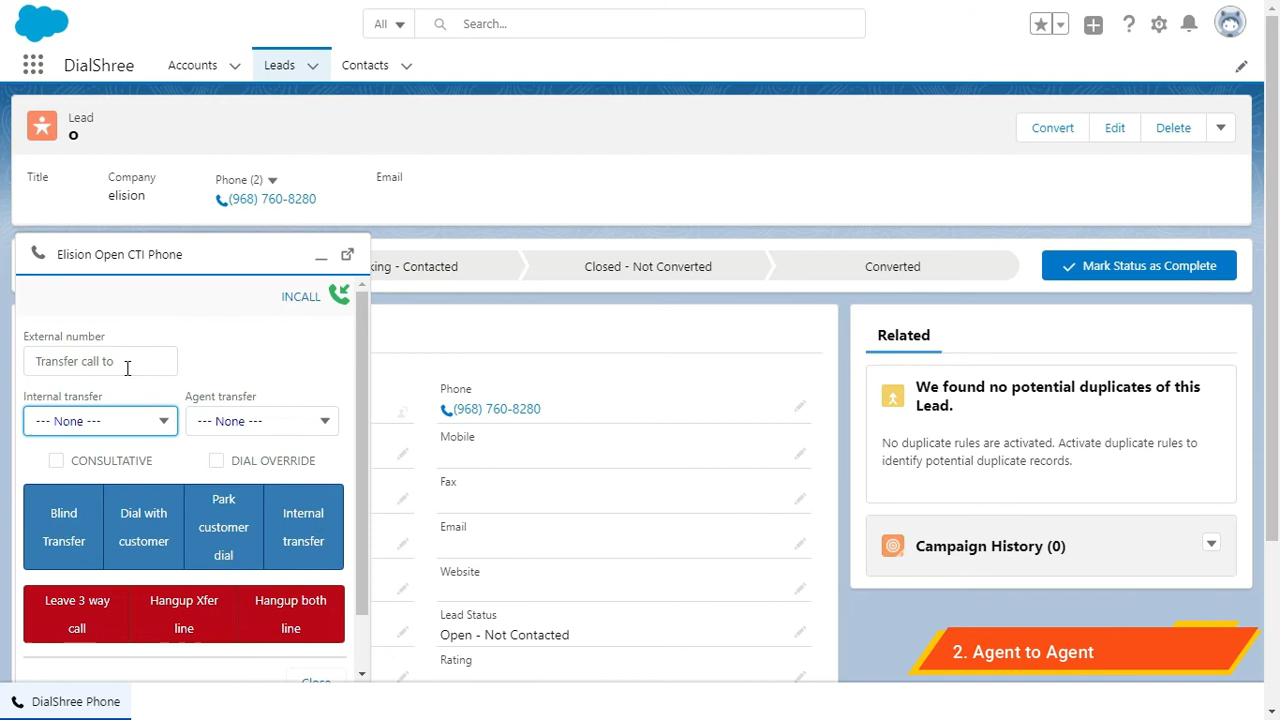 All
Search...
DialShree
Accounts
Leads
Contacts
Lead
o
Convert
Edit
Delete
Title
Company
elision
Phone (2)
(968) 760-8280
Email
Elision Open CTI Phone
king - Contacted
Closed - Not Converted
Converted
Mark Status as Complete
INCALL
External number
Transfer call to
Internal transfer
Agent transfer
--- None ---
--- None ---
CONSULTATIVE
DIAL OVERRIDE
Blind
Transfer
Dial with
customer
Park
customer
dial
Internal
transfer
Leave 3 way
call
Hangup Xfer
line
Hangup both
line
Close
Phone
(968) 760-8280
Mobile
Fax
Email
Website
Lead Status
Open - Not Contacted
Rating
Related
We found no potential duplicates of this
Lead.
No duplicate rules are activated. Activate duplicate rules to
identify potential duplicate records.
Campaign History (0)
2. Agent to Agent
DialShree Phone